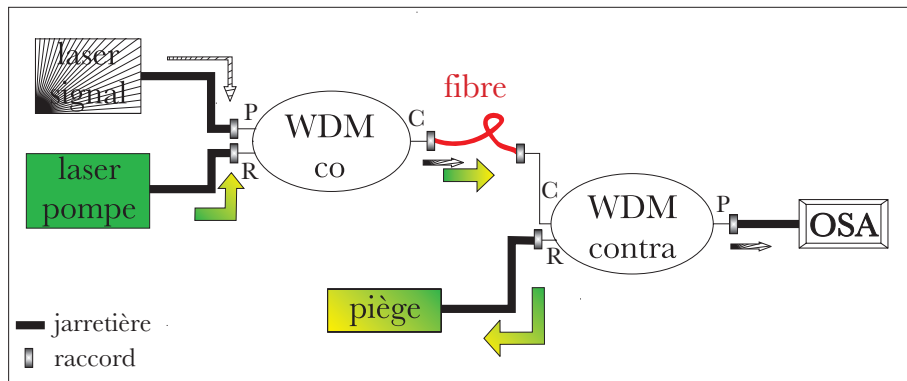 laser
signal
P
R
laser
pompe
WDM
co
C
fibre
C
R
WDM
contra
P
OSA
piège
jarretière
raccord